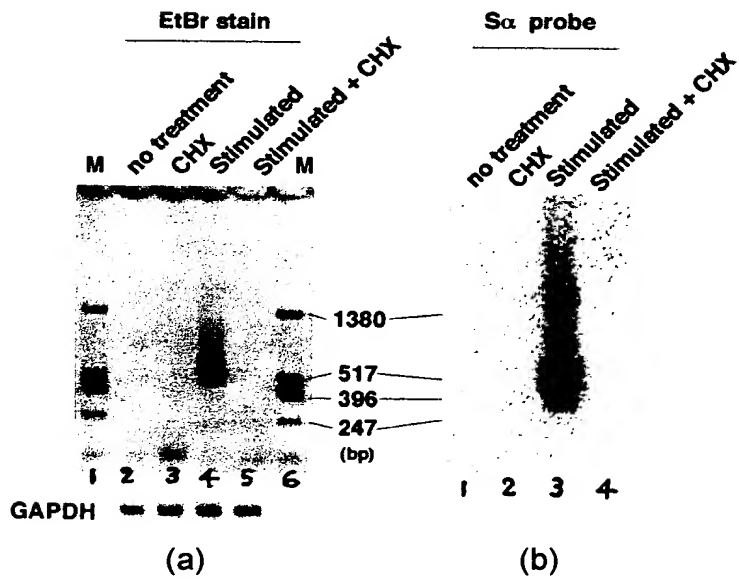 EtBr stain
no treatment
CHX
Stimulated
Stimulated + CHX
M
M
1 2 3 4 5 6
GAPDH
(a)
1380
517
396
247
(bp)
Sα probe
no treatment
CHX
Stimulated
Stimulated + CHX
1 2 3 4
(b)